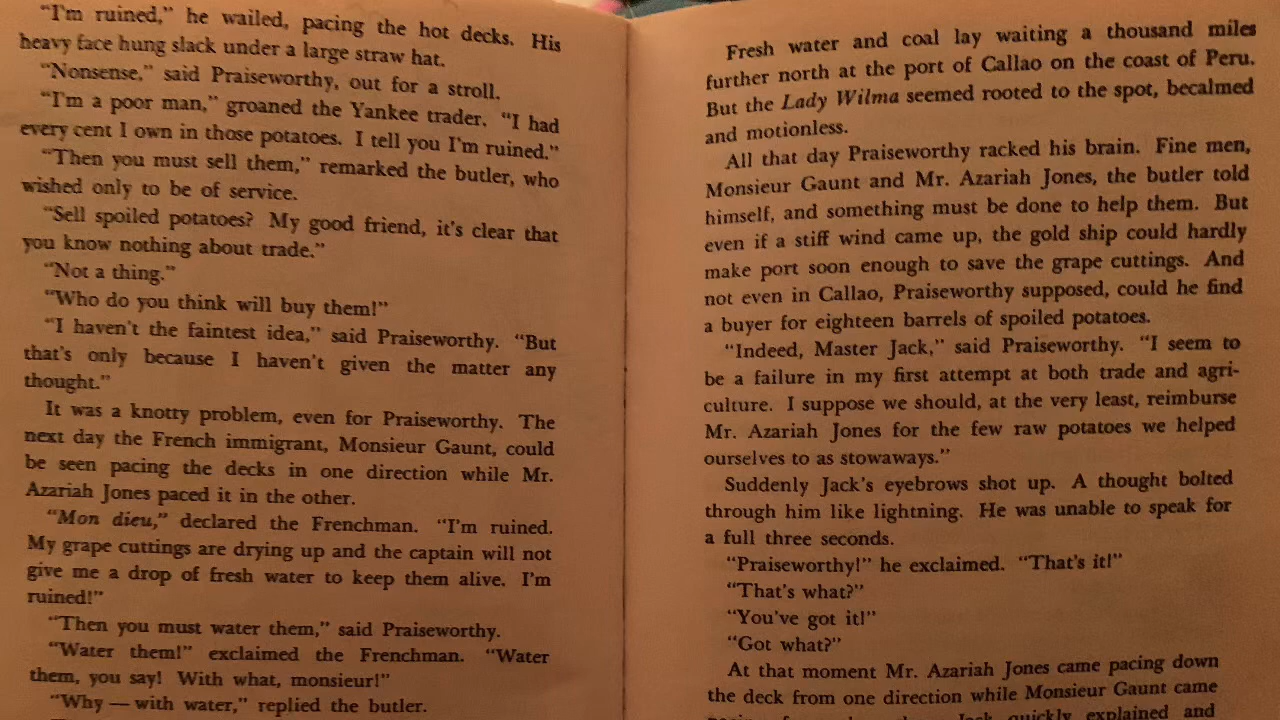 "I'm ruined," he wailed, pacing the hot decks. His
heavy face hung slack under a large straw hat.
"Nonsense," said Praiseworthy, out for a stroll.
"I'm a poor man," groaned the Yankee trader. "I had
every cent I own in those potatoes. I tell you I'm ruined."
"Then you must sell them," remarked the butler, who
wished only to be of service.
"Sell spoiled potatoes? My good friend, it's clear that
you know nothing about trade."
"Not a thing."
"Who do you think will buy them!"
"I haven't the faintest idea," said Praiseworthy. "But
that's only because I haven't given the matter any
thought."
It was a knotty problem, even for Praiseworthy. The
next day the French immigrant, Monsieur Gaunt, could
be seen pacing the decks in one direction while Mr.
Azariah Jones paced it in the other.
"Mon dieu," declared the Frenchman. "I'm ruined.
My grape cuttings are drying up and the captain will not
give me a drop of fresh water to keep them alive. I'm
ruined!"
"Then you must water them," said Praiseworthy.
"Water them!" exclaimed the Frenchman. "Water
them, you say! With what, monsieur!"
"Why — with water," replied the butler.
Fresh water and coal lay waiting a thousand miles
further north at the port of Callao on the coast of Peru.
But the Lady Wilma seemed rooted to the spot, becalmed
and motionless.
All that day Praiseworthy racked his brain. Fine men,
Monsieur Gaunt and Mr. Azariah Jones, the butler told
himself, and something must be done to help them. But
even if a stiff wind came up, the gold ship could hardly
make port soon enough to save the grape cuttings. And
not even in Callao, Praiseworthy supposed, could he find
a buyer for eighteen barrels of spoiled potatoes.
"Indeed, Master Jack," said Praiseworthy. "I seem to
be a failure in my first attempt at both trade and agri-
culture. I suppose we should, at the very least, reimburse
Mr. Azariah Jones for the few raw potatoes we helped
ourselves to as stowaways."
Suddenly Jack's eyebrows shot up. A thought bolted
through him like lightning. He was unable to speak for
a full three seconds.
"Praiseworthy!" he exclaimed. "That's it!"
"That's what?"
"You've got it!"
"Got what?"
At that moment Mr. Azariah Jones came pacing down
the deck from one direction while Monsieur Gaunt came
Jack quickly explained and